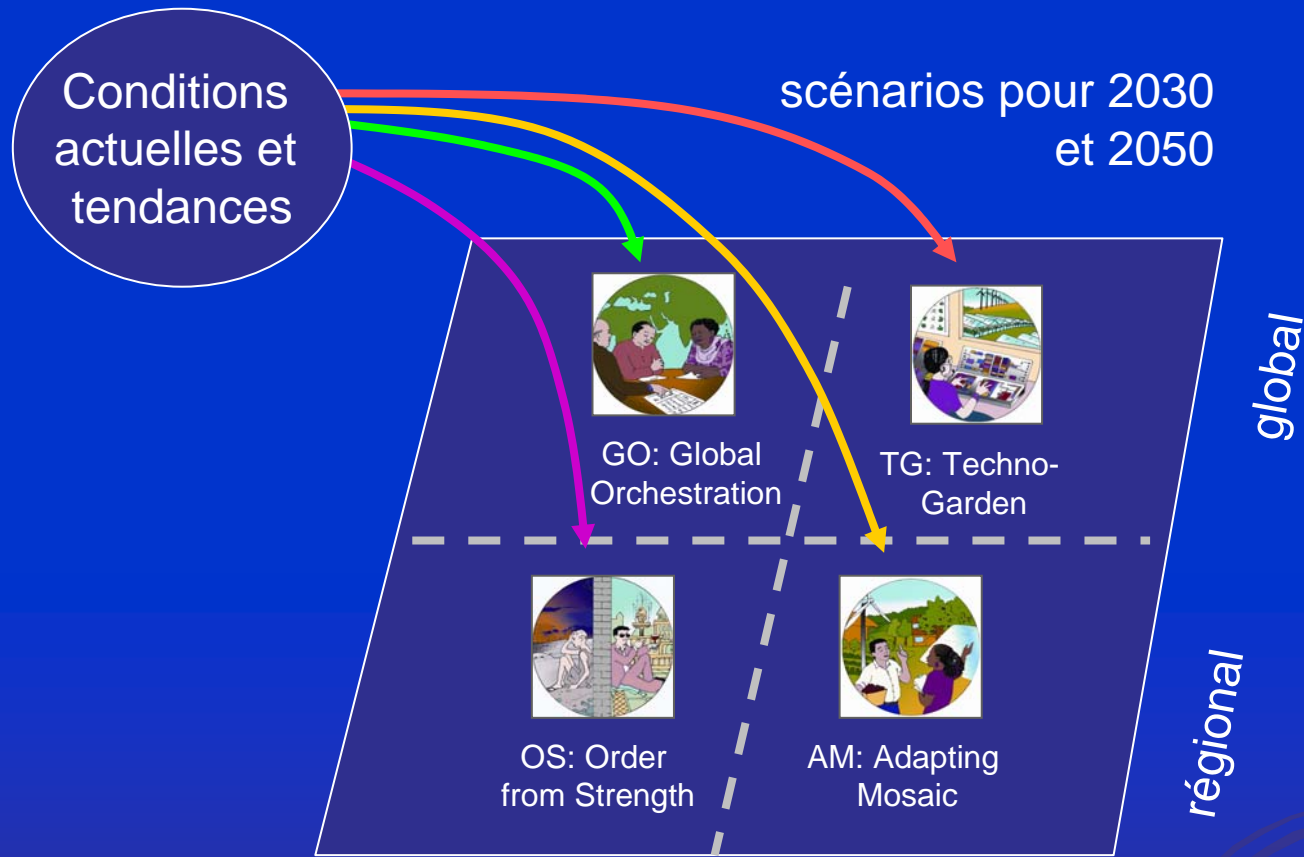 Conditions
actuelles et
tendances
scénarios pour 2030
et 2050
GO: Global
Orchestration
TG: Techno-
Garden
global
OS: Order
from Strength
AM: Adapting
Mosaic
régional